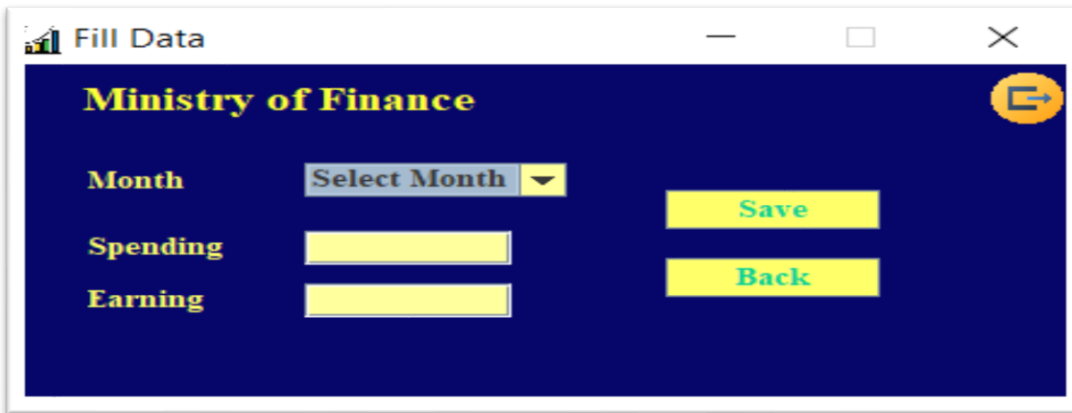 Fill Data
Ministry of Finance
Month Select Month
Save
Spending
Back
Earning